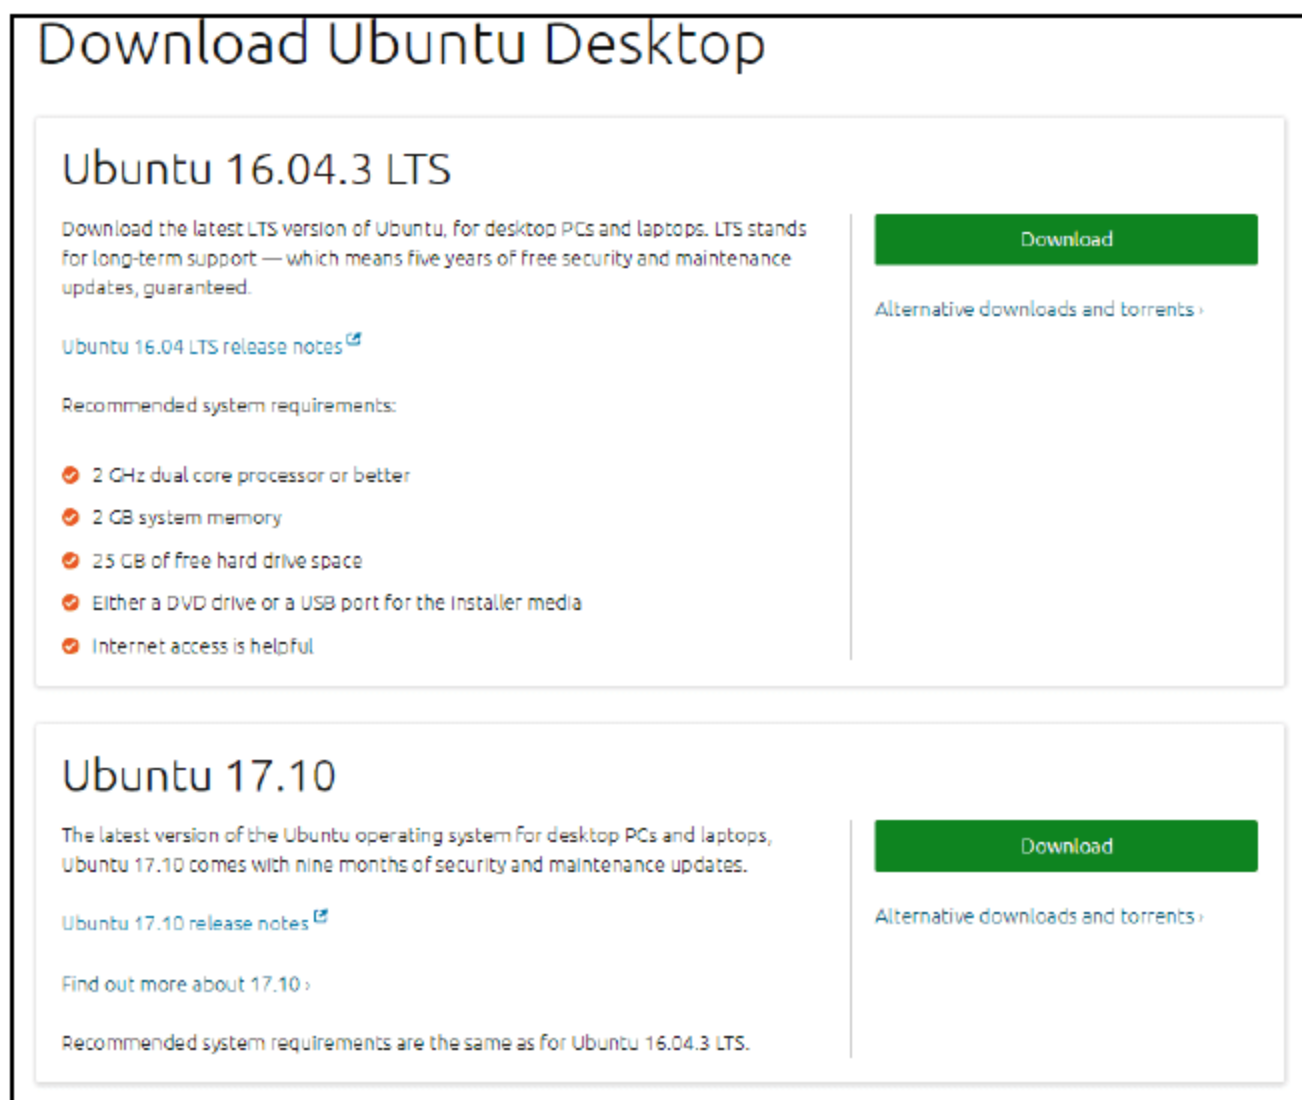 Download Ubuntu Desktop
Ubuntu 16.04.3 LTS
Download the latest LTS version of Ubuntu, for desktop PCs and laptops. LTS stands
for long-term support — which means five years of free security and maintenance
updates, guaranteed.
Download
Alternative downloads and torrents ›
Ubuntu 16.04 LTS release notes
Recommended system requirements:
2 GHz dual core processor or better
2 GB system memory
25 GB of free hard drive space
Either a DVD drive or a USB port for the installer media
Internet access is helpful
Ubuntu 17.10
The latest version of the Ubuntu operating system for desktop PCs and laptops,
Ubuntu 17.10 comes with nine months of security and maintenance updates.
Download
Alternative downloads and torrents ›
Ubuntu 17.10 release notes
Find out more about 17.10 ›
Recommended system requirements are the same as for Ubuntu 16.04.3 LTS.